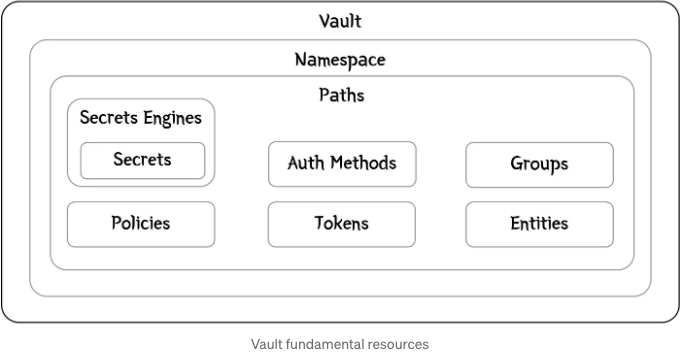 Vault
Namespace
Paths
Secrets Engines
Secrets
Auth Methods
Groups
Policies
Tokens
Entities
Vault fundamental resources